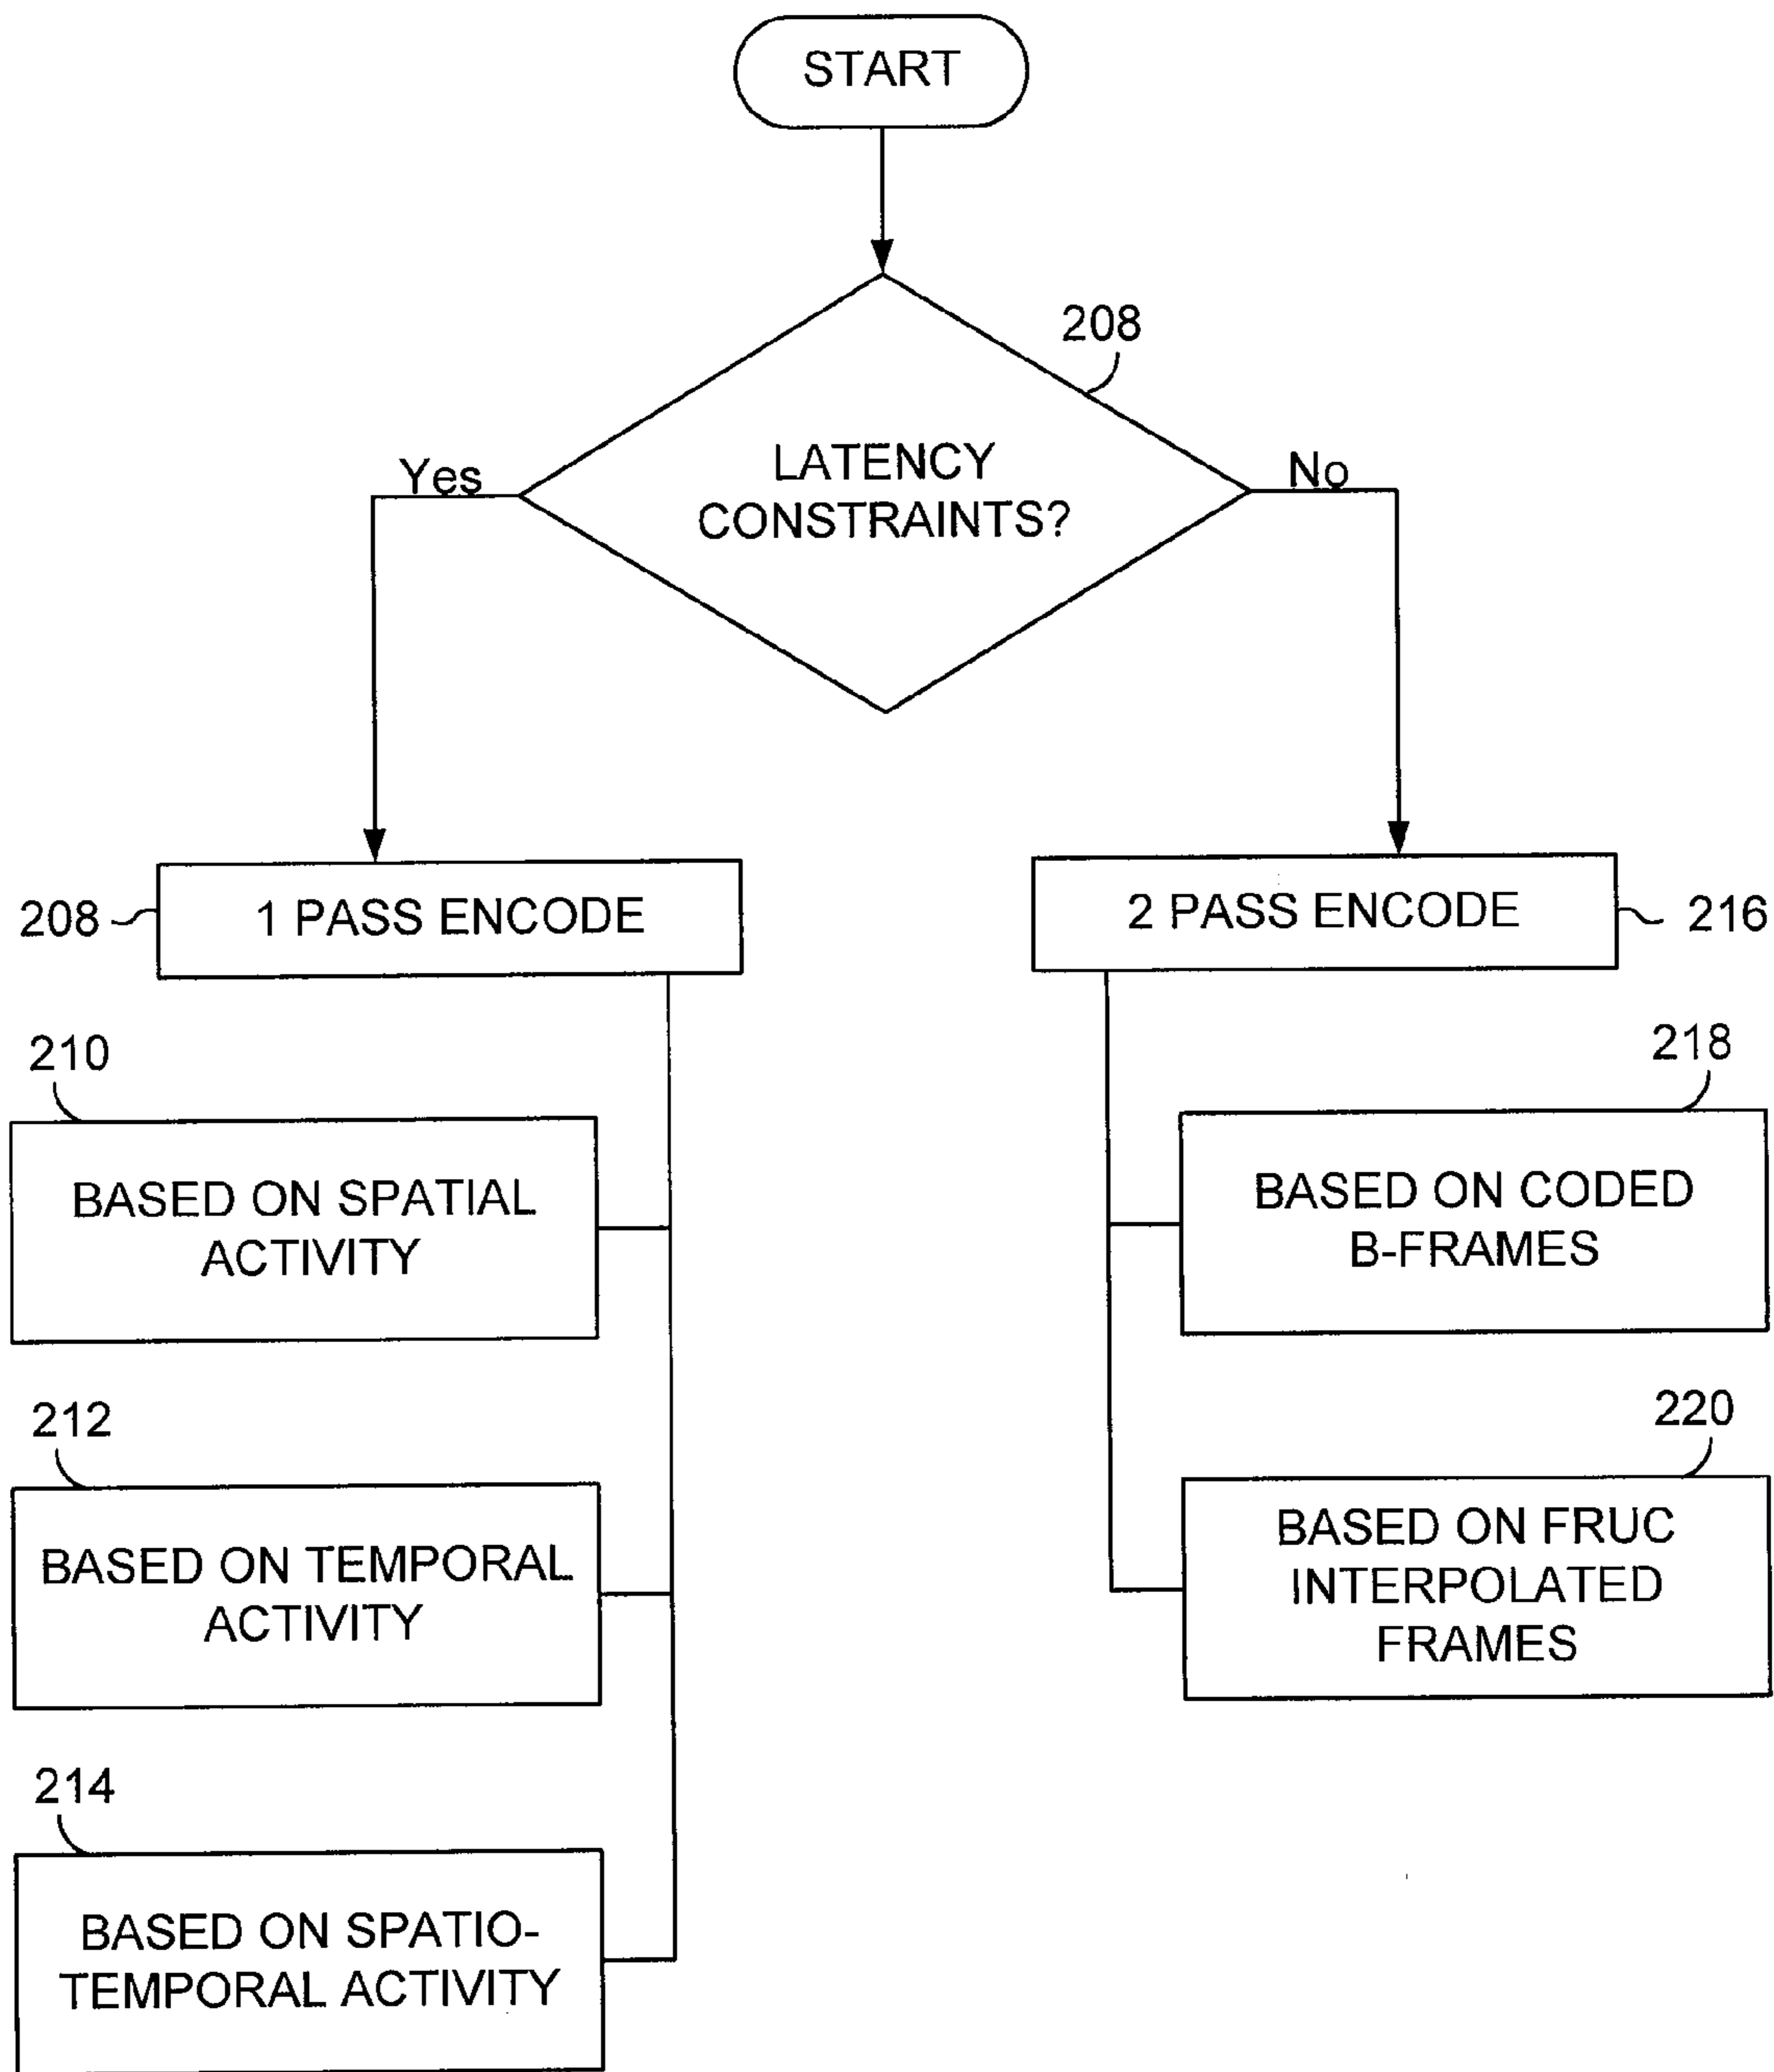 START
208
LATENCY
CONSTRAINTS?
Yes
No
208
1 PASS ENCODE
2 PASS ENCODE
216
210
BASED ON SPATIAL
ACTIVITY
218
BASED ON CODED
B-FRAMES
212
BASED ON TEMPORAL
ACTIVITY
220
BASED ON FRUC
INTERPOLATED
FRAMES
214
BASED ON SPATIO-
TEMPORAL ACTIVITY